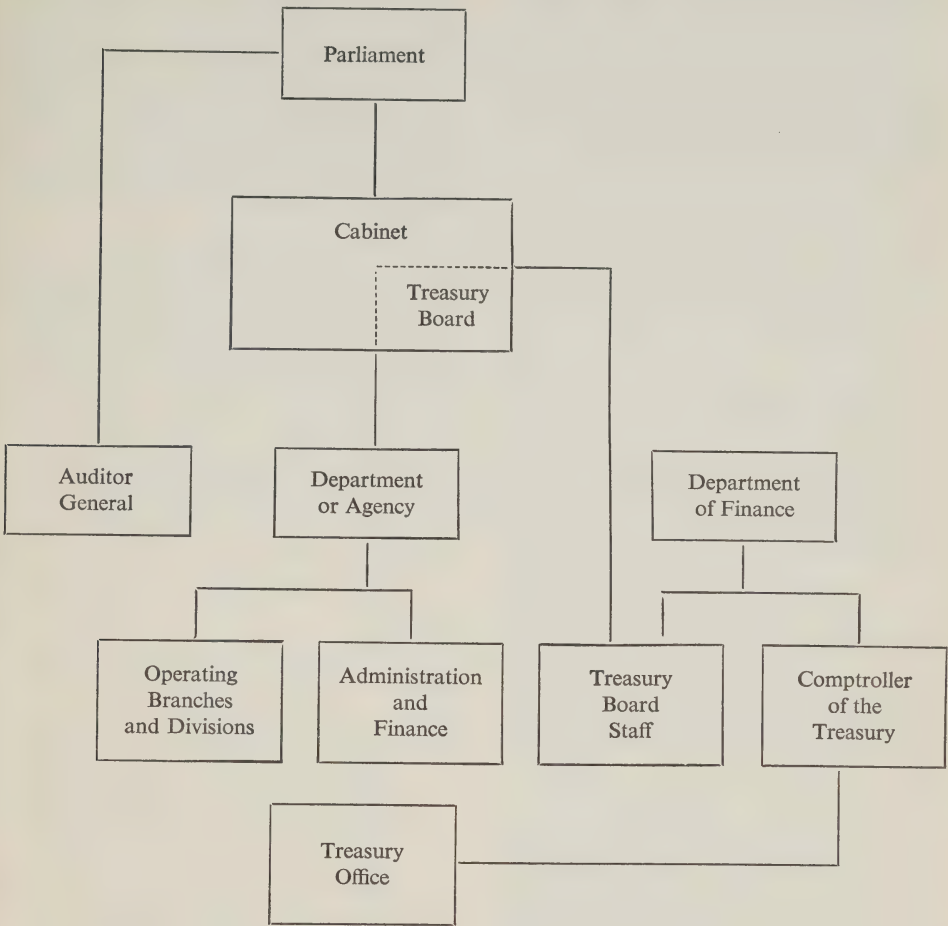 Parliament
Cabinet
Treasury
Board
Auditor
General
Department
or Agency
Department
of Finance
Operating
Branches
and Divisions
Administration
and
Finance
Treasury
Board
Staff
Comptroller
of the
Treasury
Treasury
Office